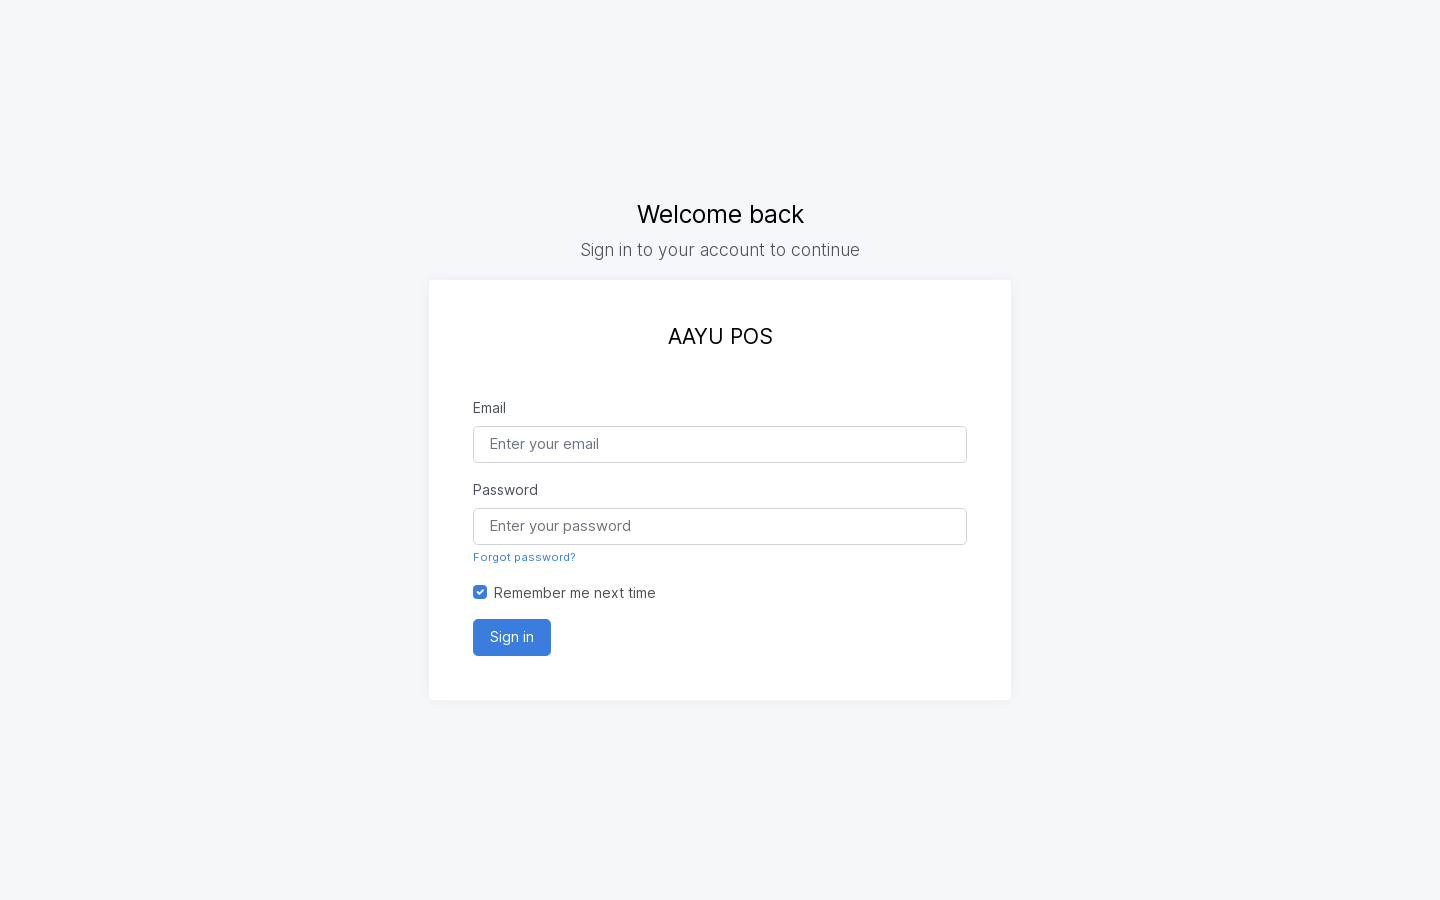 Welcome back
Sign in to your account to continue
AAYU POS
Email
Enter your email
Password
Enter your password
Forgot password?
Remember me next time
Sign in